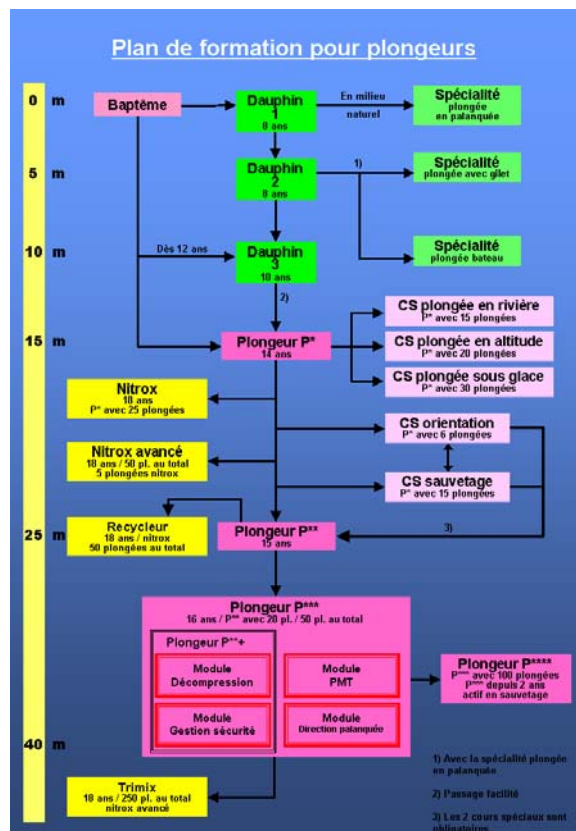 Plan de formation pour plongeurs
0 m
Baptême
Dauphin
1
8 ans
En milieu
naturel
Spécialité
plongée
en palanquée
5 m
Dauphin
2
8 ans
1)
Spécialité
plongée avec gilet
10 m
Dès 12 ans
Dauphin
3
10 ans
Spécialité
plongée bateau
2)
15 m
Plongeur P*
14 ans
CS plongée en rivière
P* avec 15 plongées
CS plongée en altitude
P* avec 20 plongées
CS plongée sous glace
P* avec 30 plongées
Nitrox
18 ans
P* avec 25 plongées
CS orientation
P* avec 6 plongées
Nitrox avancé
18 ans / 50 pl. au total
5 plongées nitrox
CS sauvetage
P* avec 15 plongées
25 m
Recycleur
18 ans / nitrox
50 plongées au total
Plongeur P**
15 ans
3)
Plongeur P***
16 ans / P** avec 20 pl. / 50 pl. au total
Plongeur P**+
Module
Décompression
Module
PMT
Module
Gestion sécurité
Module
Direction palanquée
Plongeur P****
P*** avec 100 plongées
P*** depuis 2 ans
actif en sauvetage
40 m
Trimix
18 ans / 250 pl. au total
nitrox avancé
1) Avec la spécialité plongée
en palanquée
2) Passage facilité
3) Les 2 cours spéciaux sont
obligatoires